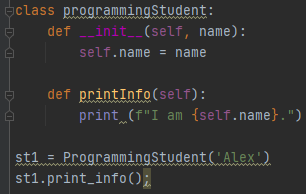 class programmingStudent:
    def __init__(self, name):
        self.name = name

    def printInfo(self):
        print (f"I am {self.name}.")

st1 = ProgrammingStudent('Alex')
st1.print_info();